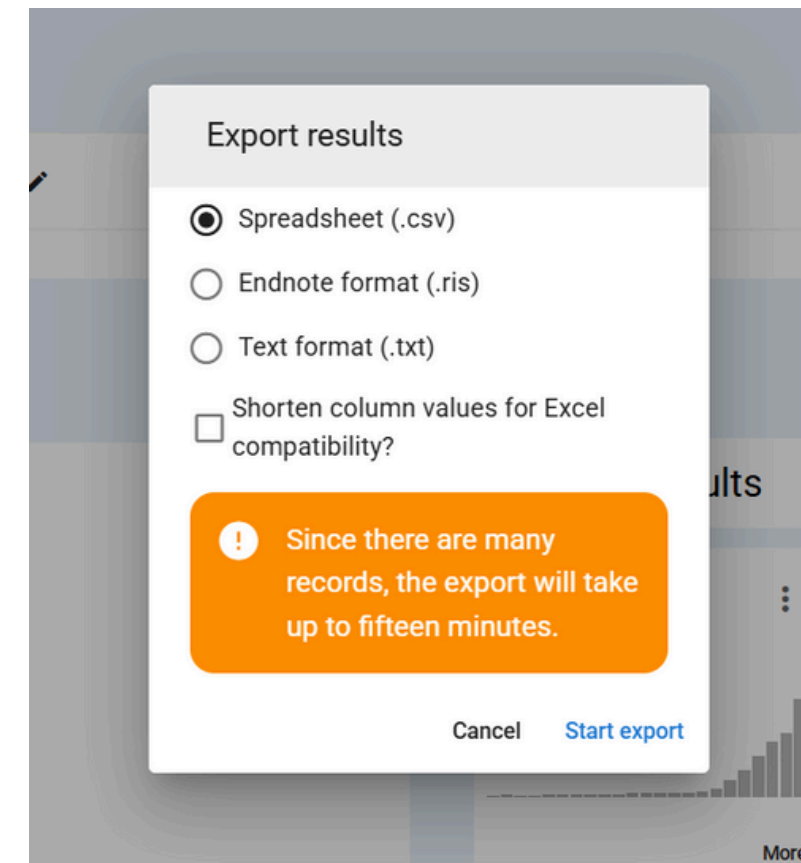 Export results
Spreadsheet (.csv)
Endnote format (.ris)
Text format (.txt)
Shorten column values for Excel
compatibility?
ults
Since there are many
records, the export will take
up to fifteen minutes.
Cancel
Start export
More